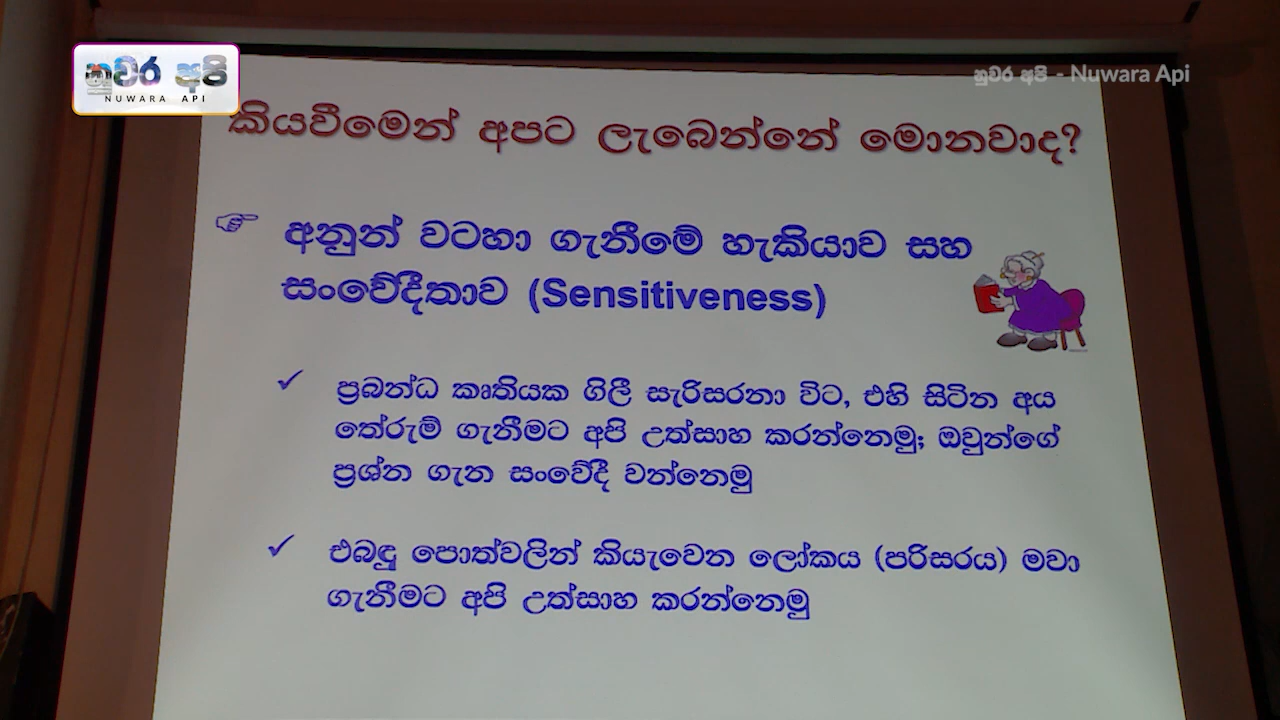 නුවර අපි
NUWARA API
නුවර අපි - Nuwara Api
කියවීමෙන් අපට ලැබෙන්නේ මොනවාද?
අනුන් වටහා ගැනීමේ හැකියාව සහ
සංවේදීතාව (Sensitiveness)
ප්‍රබන්ධ කෘතියක ගිලී සැරිසරනා විට, එහි සිටින අය
තේරුම් ගැනීමට අපි උත්සාහ කරන්නෙමු; ඔවුන්ගේ
ප්‍රශ්න ගැන සංවේදී වන්නෙමු
එබඳු පොත්වලින් කියැවෙන ලෝකය (පරිසරය) මවා
ගැනීමට අපි උත්සාහ කරන්නෙමු